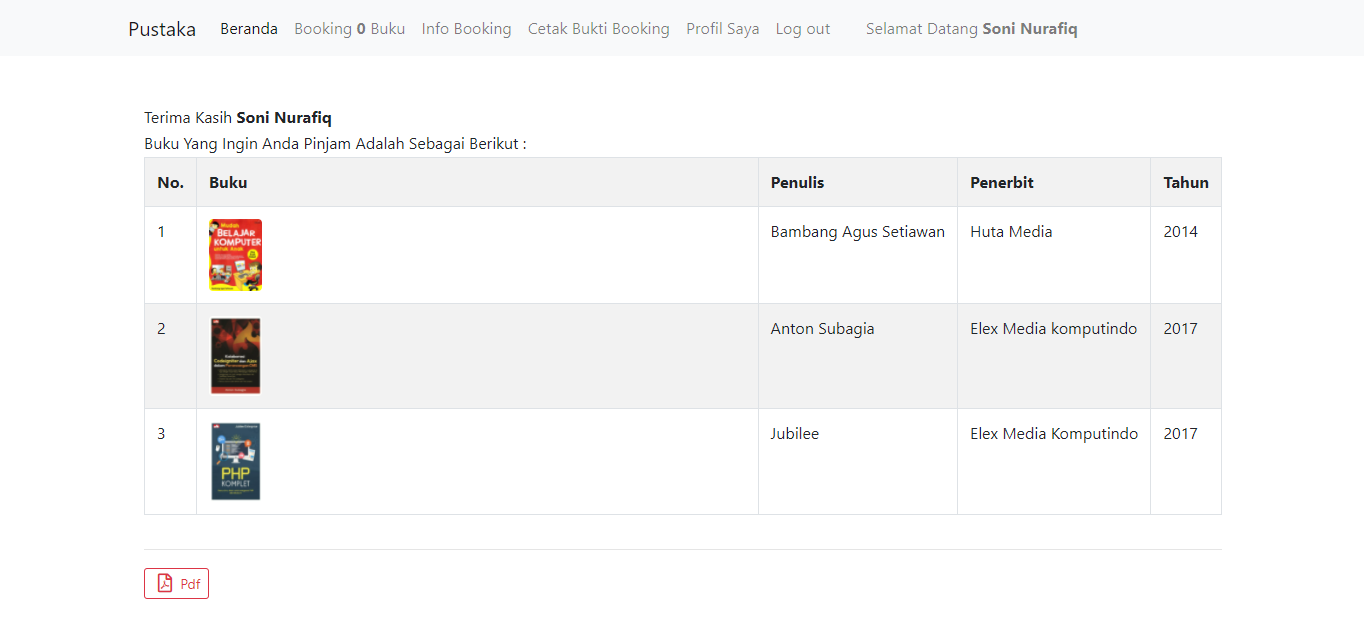 Pustaka Beranda Booking 0 Buku Info Booking Cetak Bukti Booking Profil Saya Log out Selamat Datang Soni Nurafiq
Terima Kasih Soni Nurafiq
Buku Yang Ingin Anda Pinjam Adalah Sebagai Berikut :
No. Buku Penulis Penerbit Tahun
1 Bambang Agus Setiawan Huta Media 2014
Mudah
BELAJAR
KOMPUTER
untuk Anak
2 Anton Subagia Elex Media komputindo 2017
3 Jubilee Elex Media Komputindo 2017
PHP
KOMPLET
Pdf